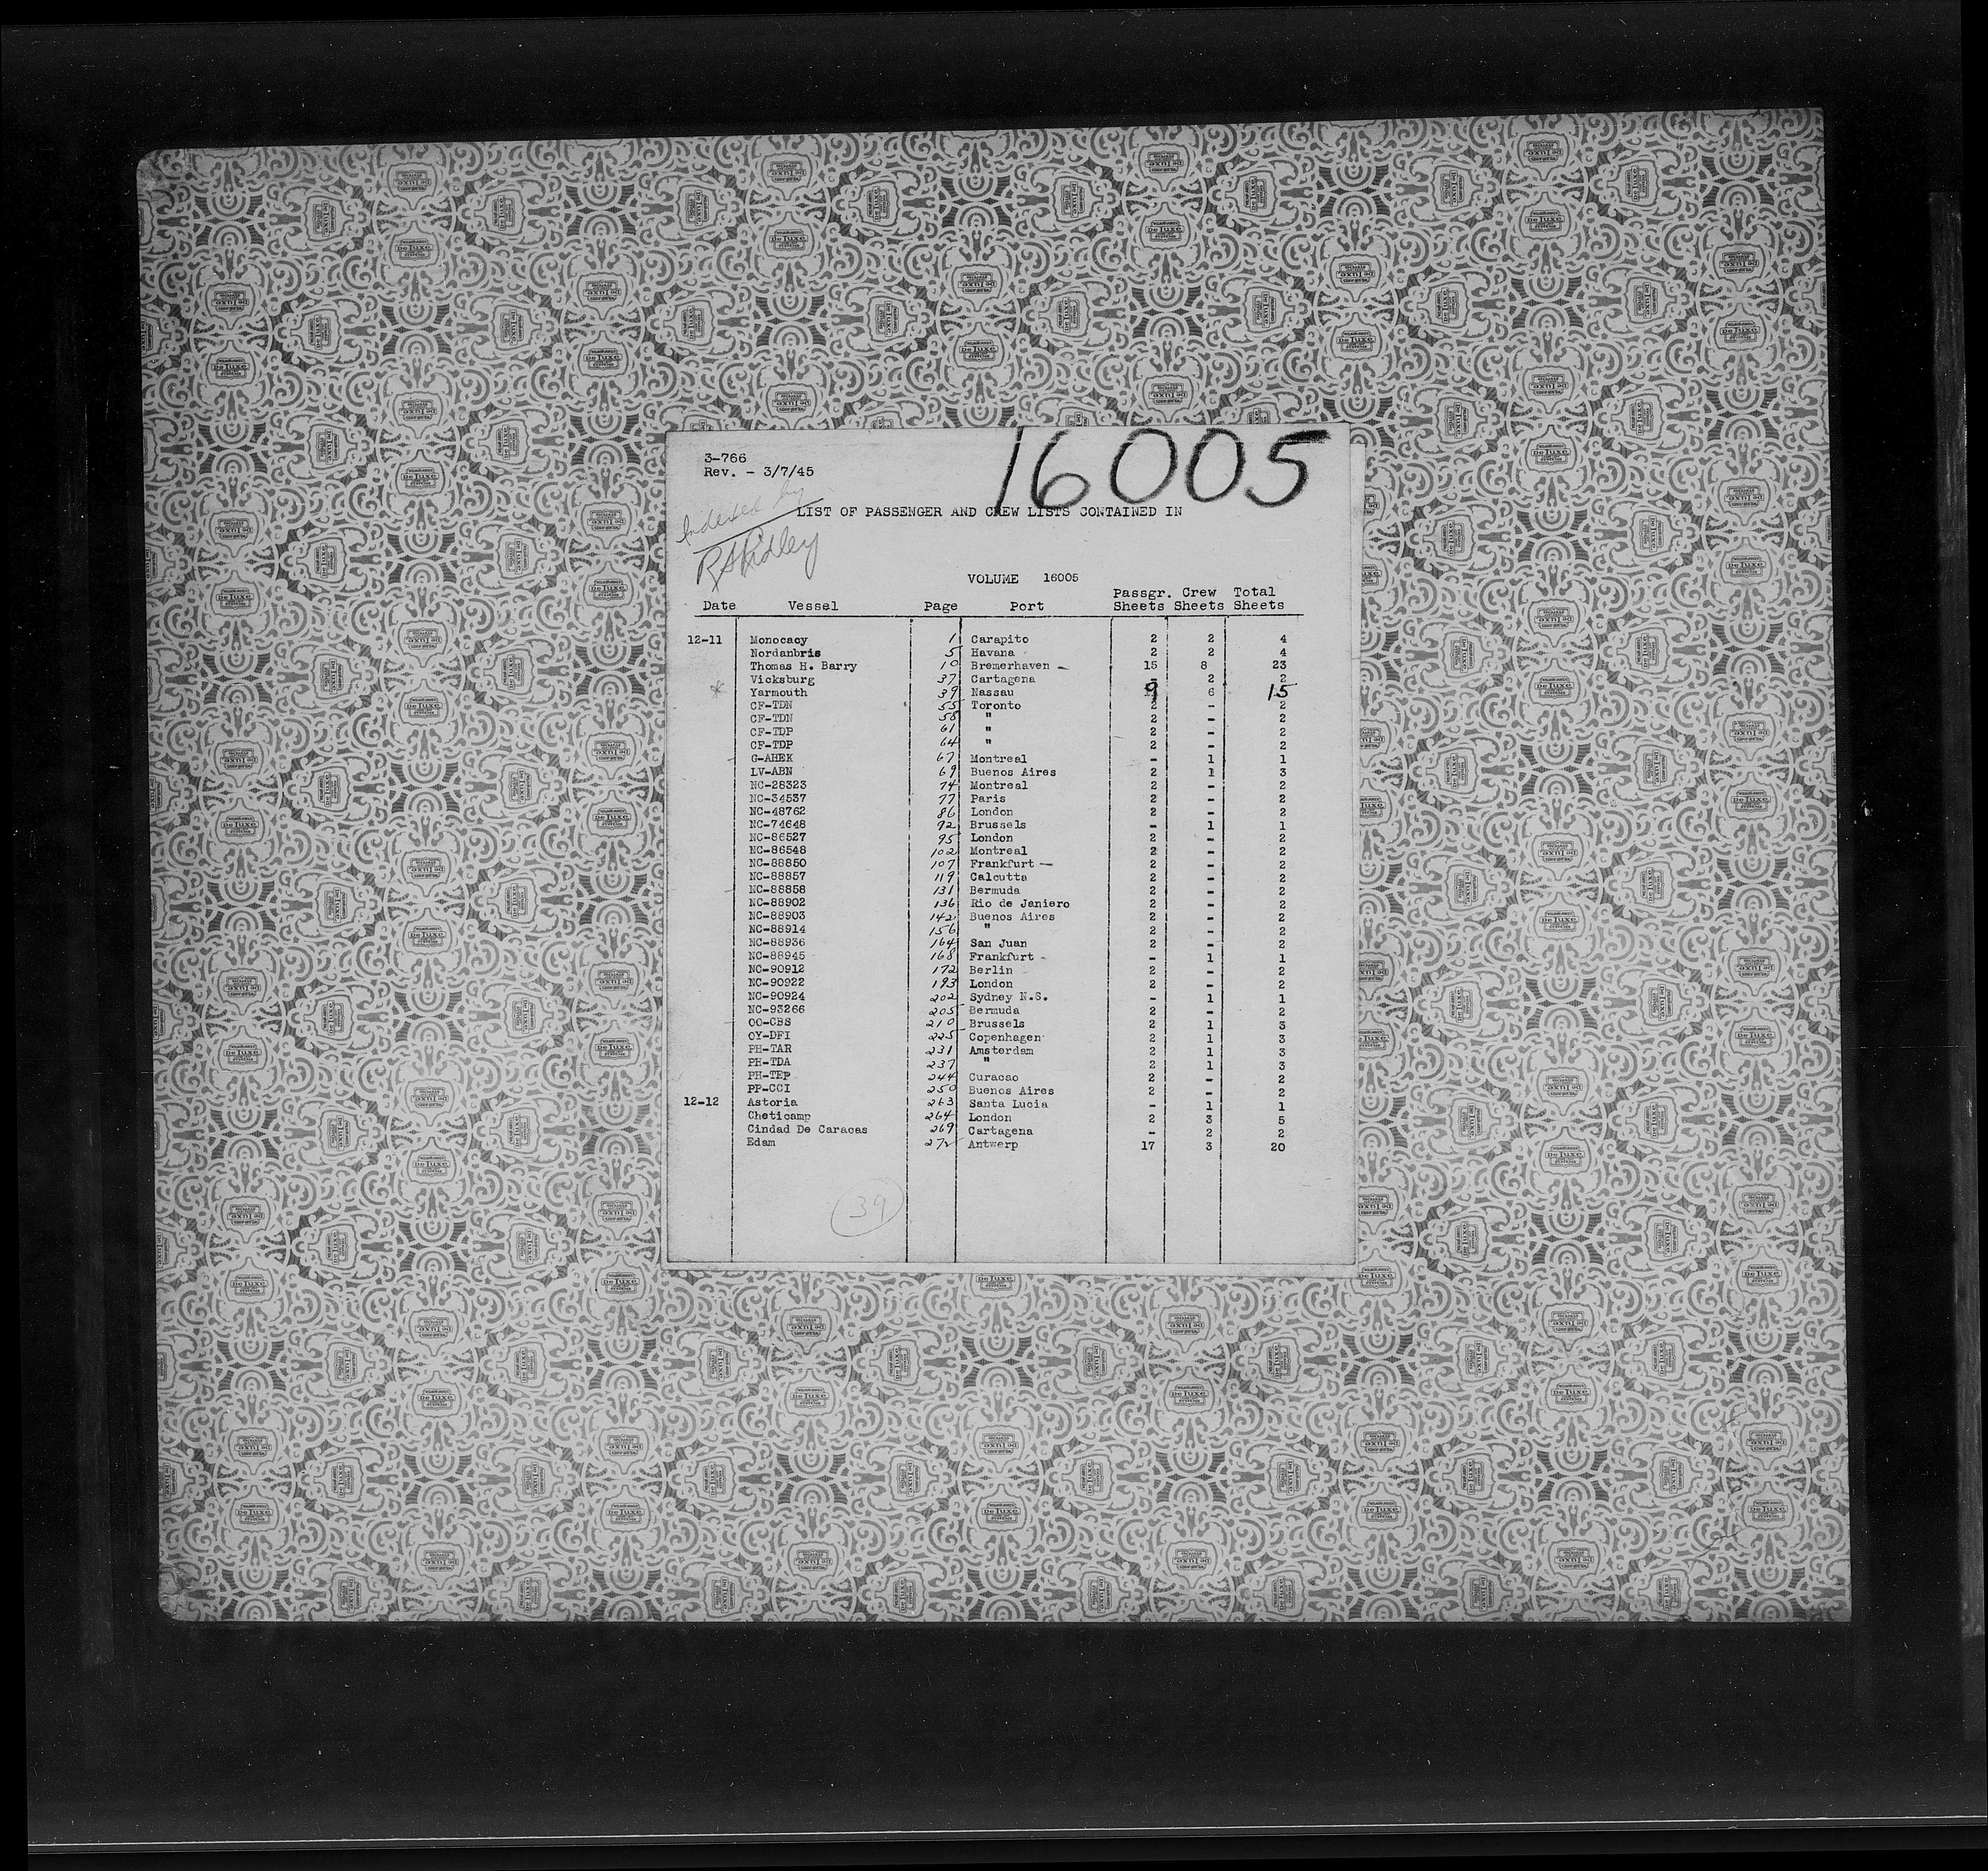 16005
3-766
Rev. - 3/7/45
Indexed by
LIST OF PASSENGER AND CREW LISTS CONTAINED IN
RARidley
VOLUME 16005
Date Vessel Page Port Passgr. Sheets Crew Sheets Total Sheets
12-11 Monocacy 1 Carapito 2 2 4
Nordanbris 5 Havana 2 2 4
Thomas H. Barry 10 Bremerhaven 15 8 23
Vicksburg 37 Cartagena - 2 2
* Yarmouth 39 Nassau 9 6 15
CF-TDN 55 Toronto 2 - 2
CF-TDN 58 " 2 - 2
CF-TDP 61 " 2 - 2
CF-TDP 64 " 2 - 2
G-AHEK 67 Montreal - 1 1
LV-ABN 69 Buenos Aires 2 1 3
NC-28323 74 Montreal 2 - 2
NC-34537 77 Paris 2 - 2
NC-48762 86 London 2 - 2
NC-74648 92 Brussels - 1 1
NC-86527 95 London 2 - 2
NC-86548 102 Montreal 2 - 2
NC-88850 107 Frankfurt — 2 - 2
NC-88857 119 Calcutta 2 - 2
NC-88858 131 Bermuda 2 - 2
NC-88902 136 Rio de Janiero 2 - 2
NC-88903 142 Buenos Aires 2 - 2
NC-88914 156 " 2 - 2
NC-88936 164 San Juan 2 - 2
NC-88945 168 Frankfurt - 1 1
NC-90912 172 Berlin 2 - 2
NC-90922 193 London 2 - 2
NC-90924 202 Sydney N.S. - 1 1
NC-93266 205 Bermuda 2 - 2
OO-CBS 210 Brussels 2 1 3
OY-DFI 225 Copenhagen 2 1 3
PH-TAR 231 Amsterdam 2 1 3
PH-TDA 237 " 2 1 3
PH-TEP 244 Curacao 2 - 2
PP-CCI 250 Buenos Aires 2 - 2
12-12 Astoria 263 Santa Lucia - 1 1
Cheticamp 264 London 2 3 5
Cindad De Caracas 269 Cartagena - 2 2
Edam 272 Antwerp 17 3 20
39